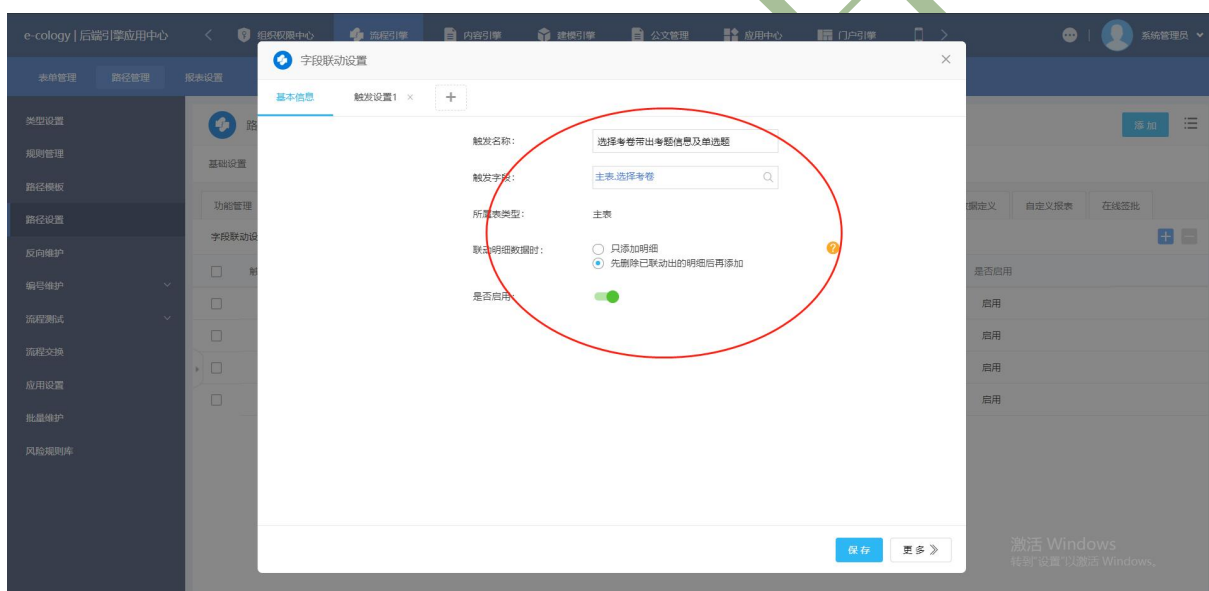 e-cology | 后端引擎应用中心
组织权限中心
流程引擎
内容引擎
建模引擎
公文管理
应用中心
门户引擎
系统管理员
表单管理
路径管理
报表设置
类型设置
规则管理
路径模板
路径设置
反向维护
编号维护
流程测试
流程交换
应用设置
批量维护
风险规则库
路
添加
基础设置
功能管理
自定义报表
在线签批
字段联动设
是否启用
启用
启用
启用
启用
字段联动设置
基本信息
触发设置1
触发名称:
选择考卷带出考题信息及单选题
触发字段:
主表.选择考卷
所属表类型:
主表
联动明细数据时:
只添加明细
先删除已联动出的明细后再添加
是否启用:
保存
更多
激活 Windows
转到"设置"以激活 Windows。